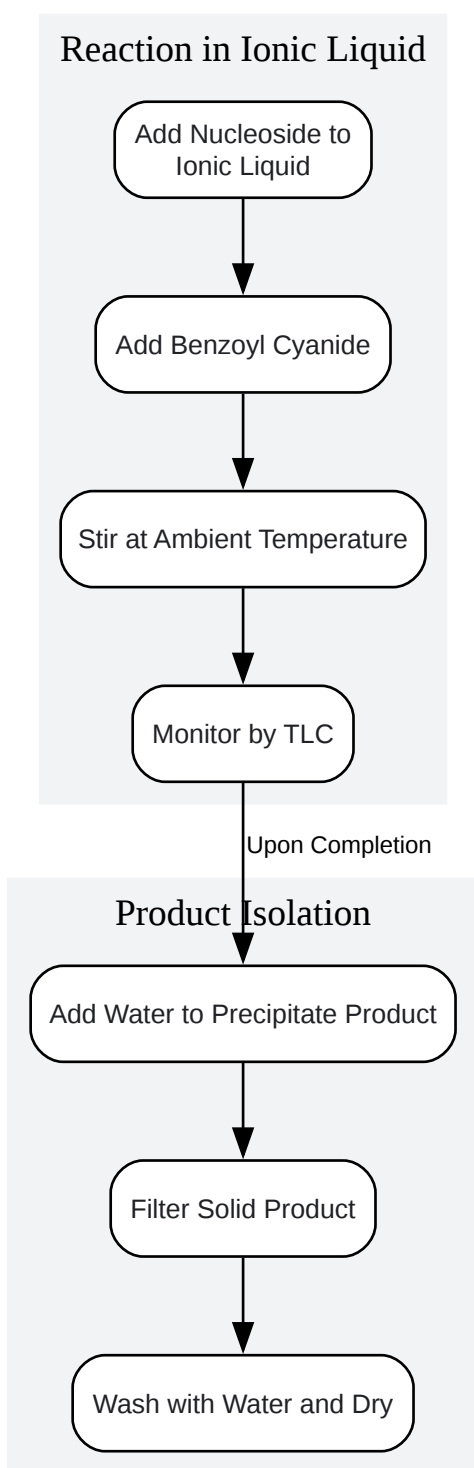 Reaction in Ionic Liquid
Add Nucleoside to
Ionic Liquid
Add Benzoyl Cyanide
Stir at Ambient Temperature
Monitor by TLC
Upon Completion
Product Isolation
Add Water to Precipitate Product
Filter Solid Product
Wash with Water and Dry